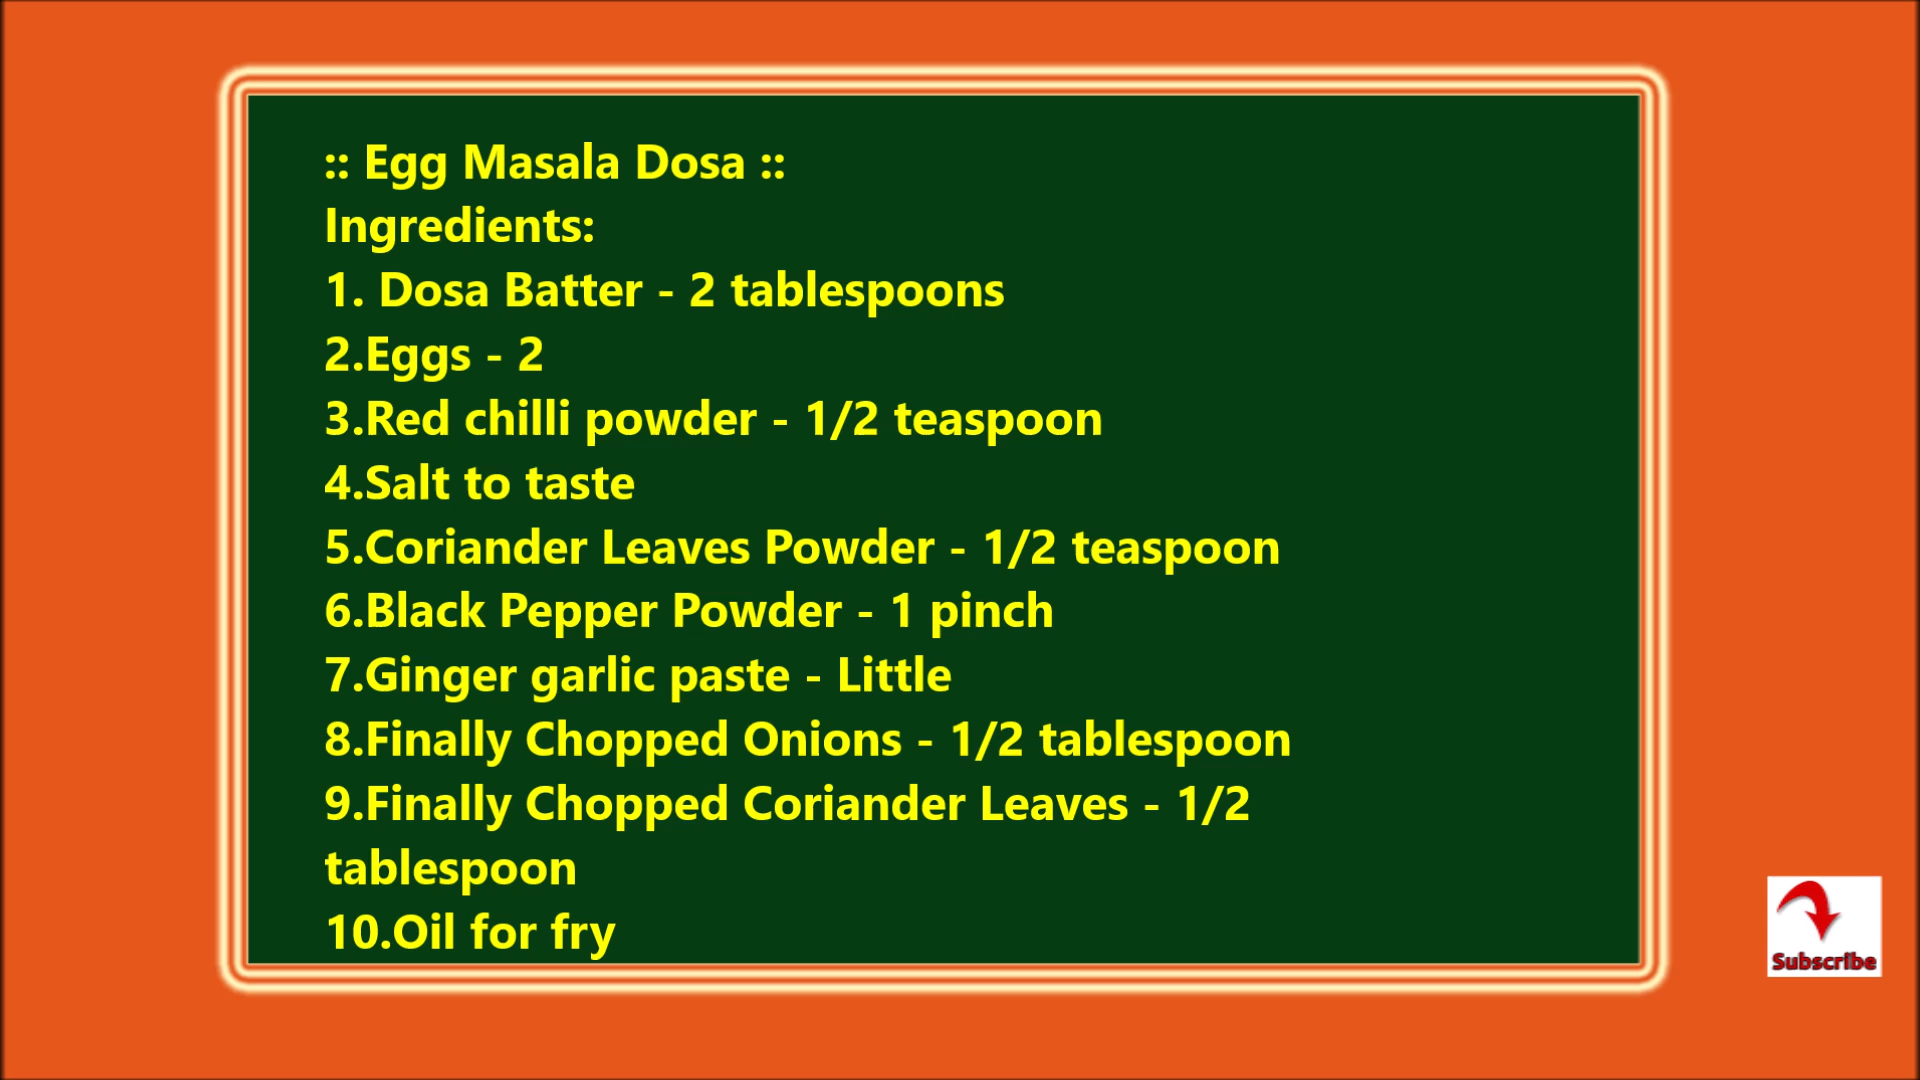 :: Egg Masala Dosa ::
Ingredients:
1. Dosa Batter - 2 tablespoons
2.Eggs - 2
3.Red chilli powder - 1/2 teaspoon
4.Salt to taste
5.Coriander Leaves Powder - 1/2 teaspoon
6.Black Pepper Powder - 1 pinch
7.Ginger garlic paste - Little
8.Finally Chopped Onions - 1/2 tablespoon
9.Finally Chopped Coriander Leaves - 1/2
tablespoon
10.Oil for fry
Subscribe